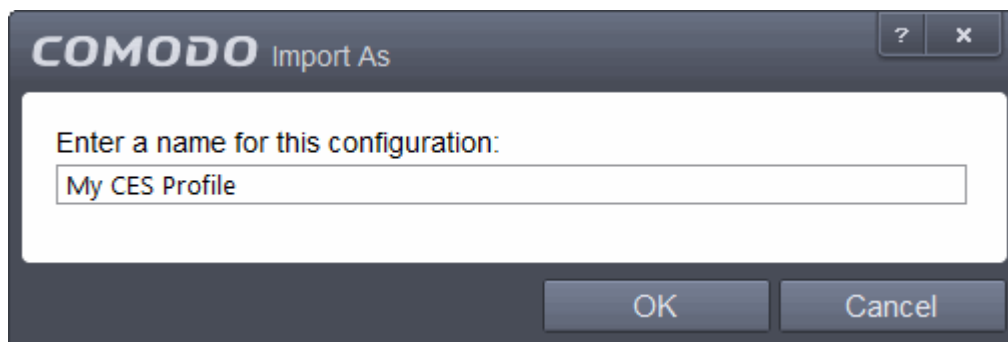 COMODO Import As
? ×
Enter a name for this configuration:
My CES Profile
OK Cancel